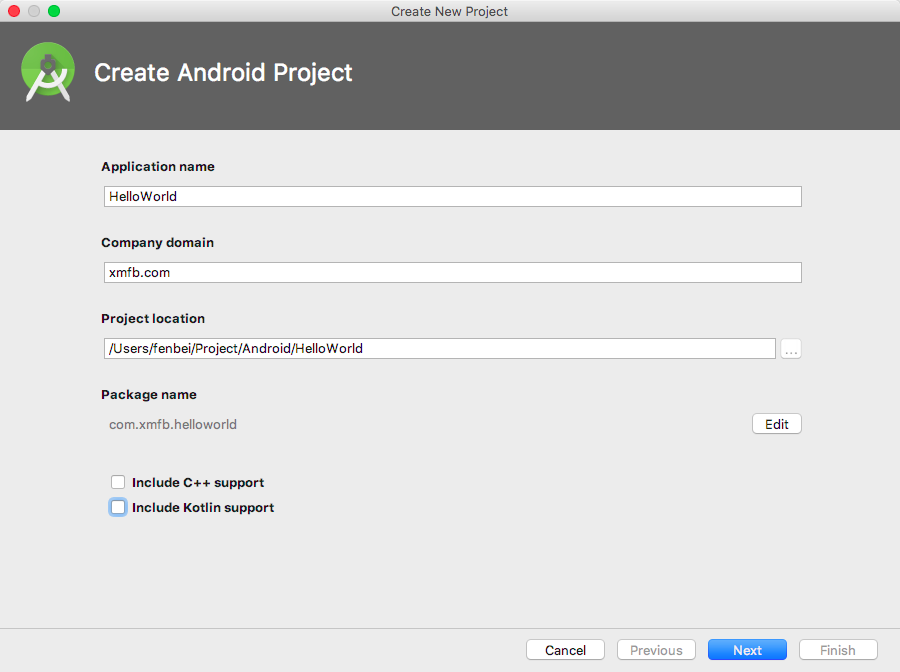 Create New Project
Create Android Project
Application name
HelloWorld
Company domain
xmfb.com
Project location
/Users/fenbei/Project/Android/HelloWorld
...
Package name
com.xmfb.helloworld
Edit
Include C++ support
Include Kotlin support
Cancel
Previous
Next
Finish